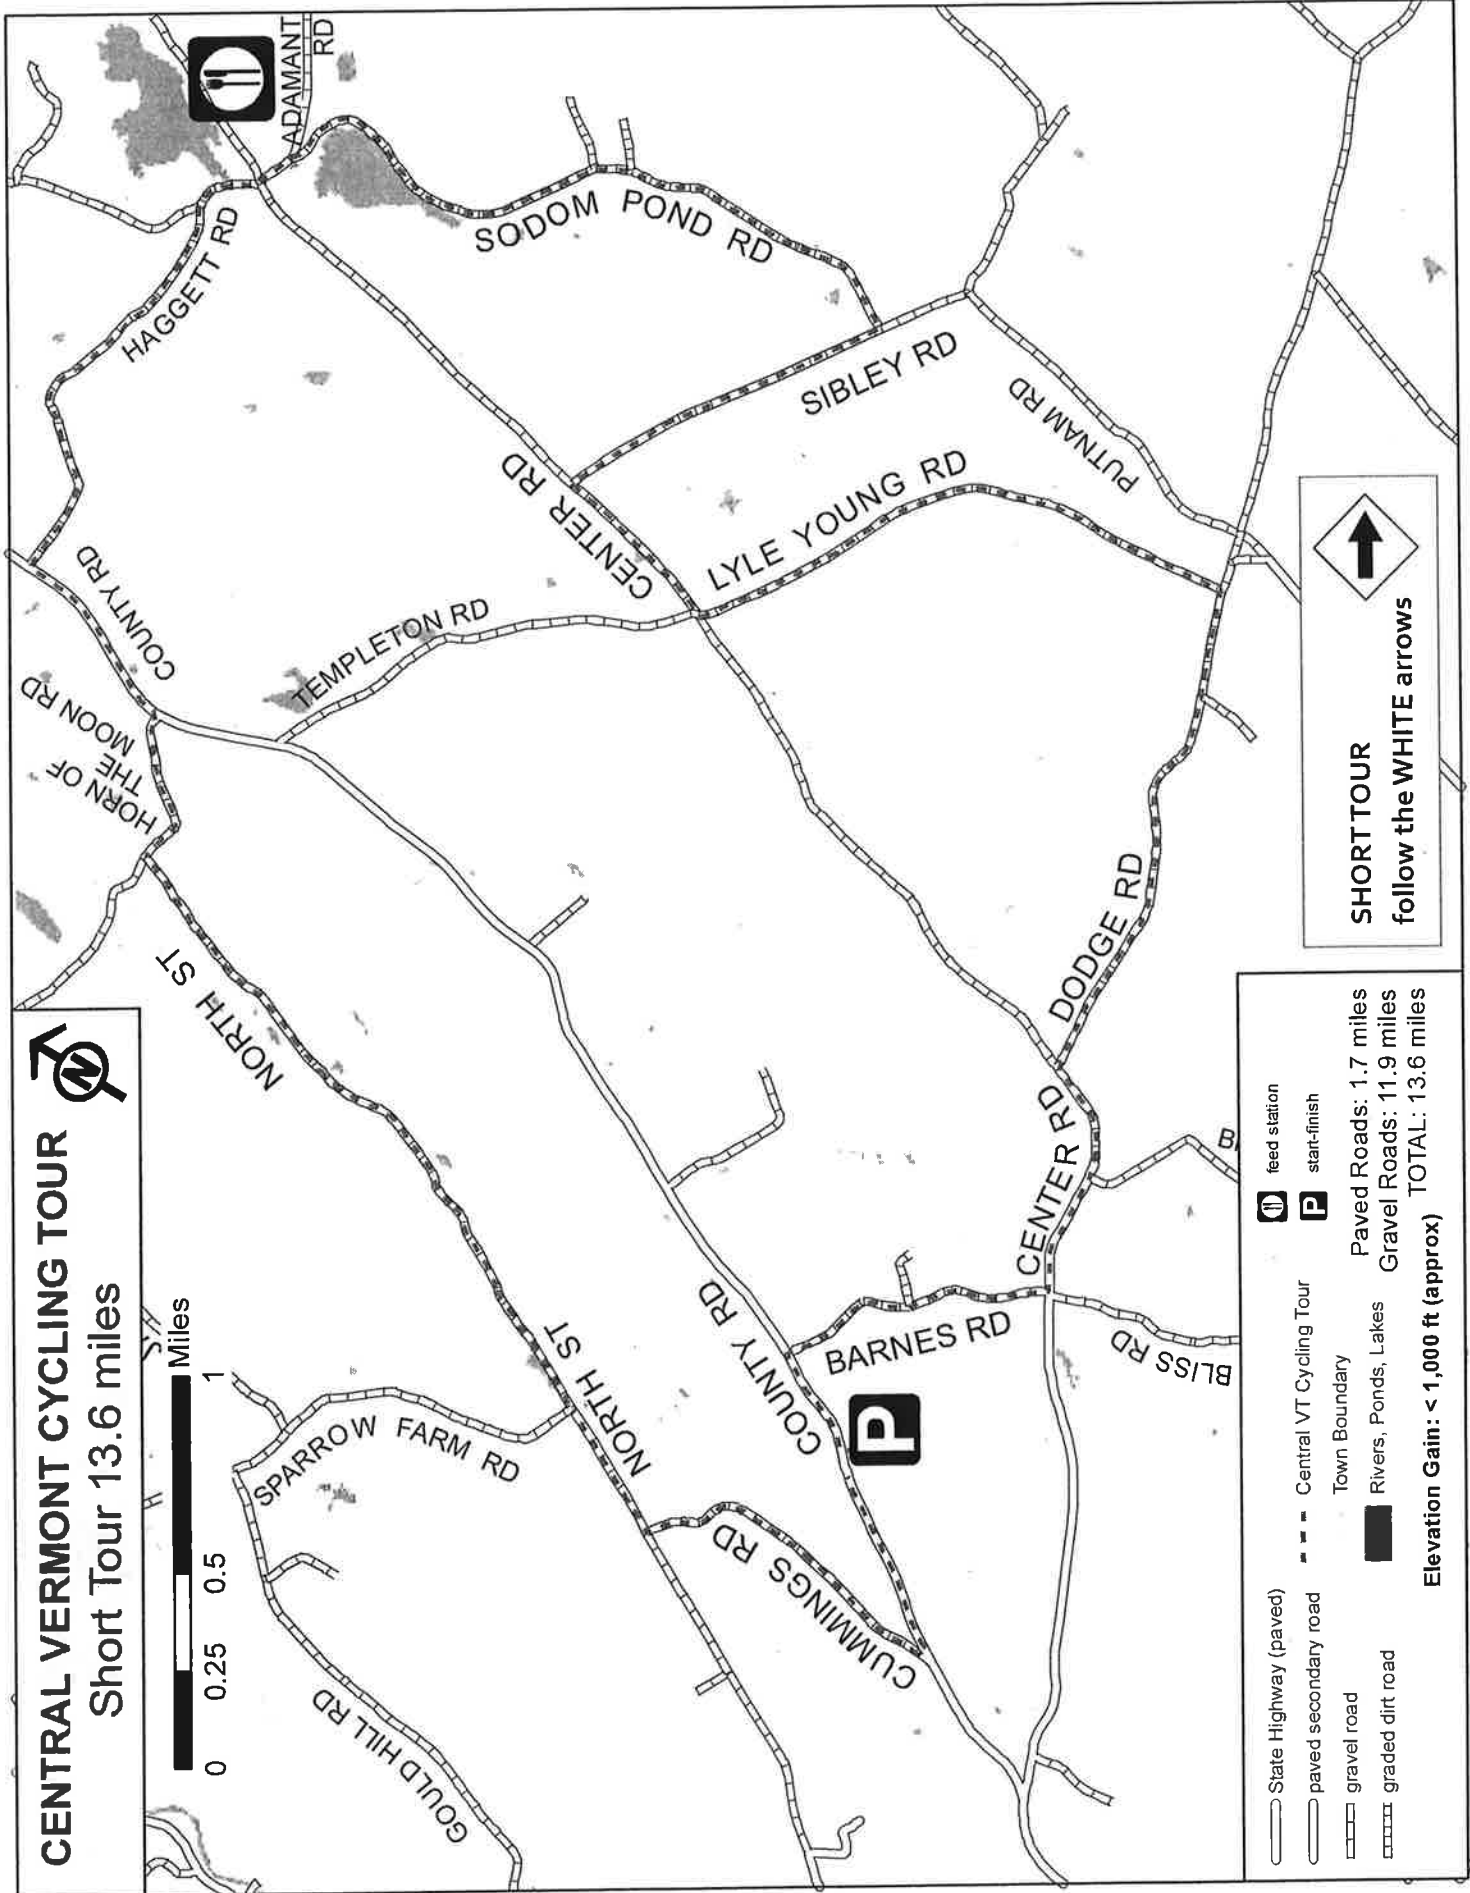 CENTRAL VERMONT CYCLING TOUR
Short Tour 13.6 miles
N
0 0.25 0.5 1 Miles
ADAMANT
RD
HAGGETT RD
SODOM POND RD
COUNTY RD
HORN OF
THE
MOON RD
TEMPLETON RD
CENTER RD
SIBLEY RD
PUTNAM RD
LYLE YOUNG RD
NORTH ST
DODGE RD
SPARROW FARM RD
NORTH ST
COUNTY RD
BARNES RD
CENTER RD
BLISS RD
P
CUMMINGS RD
GOULD HILL RD
SHORT TOUR
follow the WHITE arrows
State Highway (paved)
paved secondary road
gravel road
graded dirt road
Central VT Cycling Tour
Town Boundary
Rivers, Ponds, Lakes
feed station
P start-finish
Paved Roads: 1.7 miles
Gravel Roads: 11.9 miles
TOTAL: 13.6 miles
Elevation Gain: < 1,000 ft (approx)